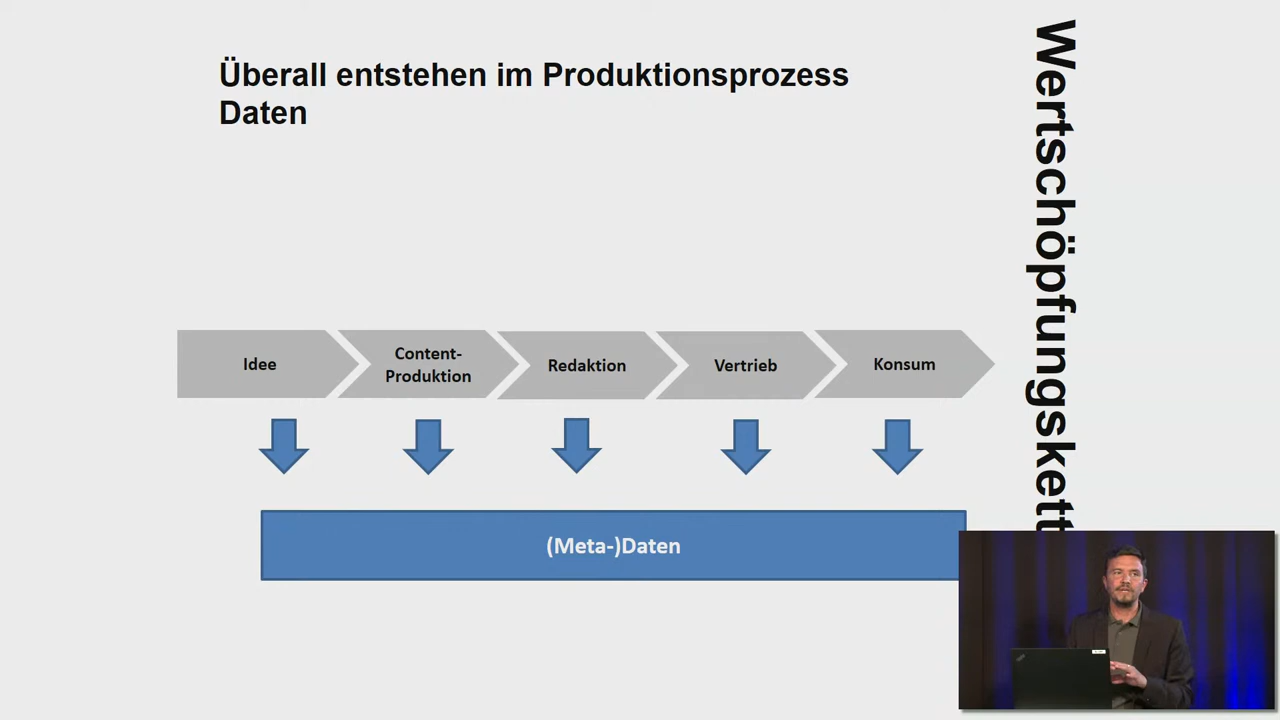 Überall entstehen im Produktionsprozess
Daten
Wertschöpfungskett
Idee
Content-
Produktion
Redaktion
Vertrieb
Konsum
(Meta-)Daten